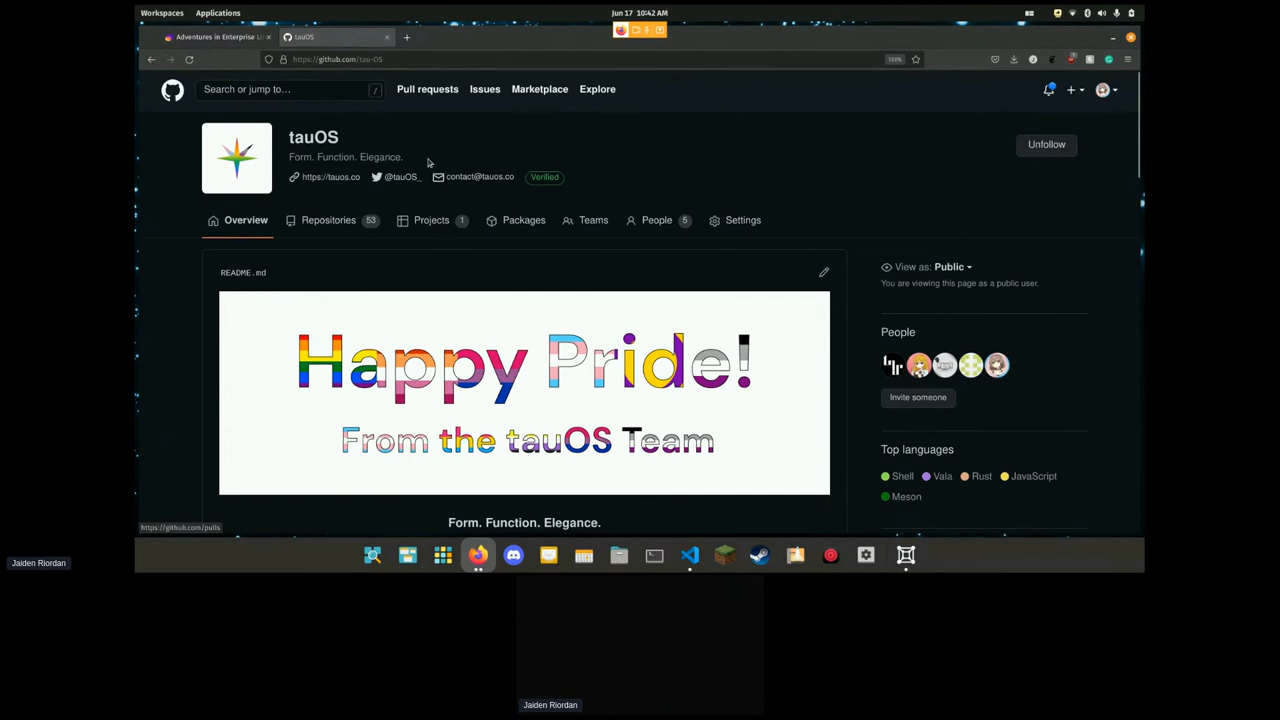 Workspaces Applications Jun 17 10:42 AM
Adventures in Enterprise Li tauOS
https://github.com/tau-OS 133%
Search or jump to... / Pull requests Issues Marketplace Explore
tauOS
Form. Function. Elegance.
Unfollow
https://tauos.co @tauOS_ contact@tauos.co Verified
Overview Repositories 53 Projects 1 Packages Teams People 5 Settings
README.md
View as: Public
You are viewing this page as a public user.
Happy Pride!
From the tauOS Team
People
Invite someone
Top languages
Shell Vala Rust JavaScript
Meson
Form. Function. Elegance.
https://github.com/pulls
Jaiden Riordan
Jaiden Riordan